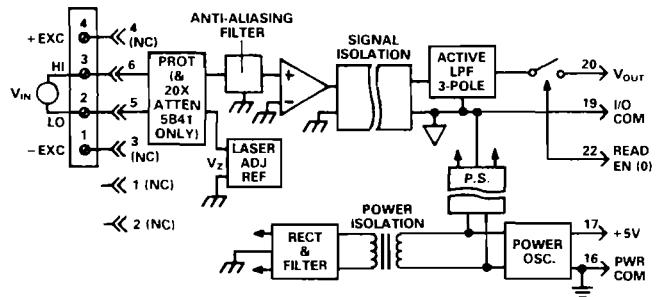 ANTI-ALIASING
FILTER
SIGNAL
ISOLATION
4
+EXC
4
(NC)
HI
3
6
VIN
LO
2
5
-EXC
1
3
(NC)
1 (NC)
2 (NC)
PROT
(&
20X
ATTEN
5B41
ONLY)
VZ
LASER
ADJ
REF
+
-
ACTIVE
LPF
3-POLE
20
VOUT
19
I/O
COM
22
READ
EN (0)
P.S.
POWER
ISOLATION
RECT
&
FILTER
POWER
OSC.
17
+5V
16
PWR
COM